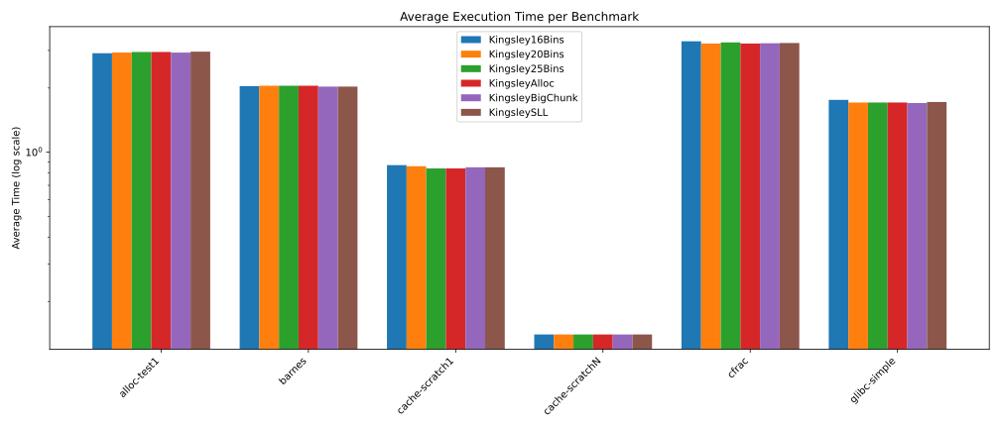 Average Execution Time per Benchmark
Kingsley16Bins
Kingsley20Bins
Kingsley25Bins
KingsleyAlloc
KingsleyBigChunk
KingsleySLL
Average Time (log scale)
10⁰
alloc-test1
barnes
cache-scratch1
cache-scratchN
cfrac
glibc-simple